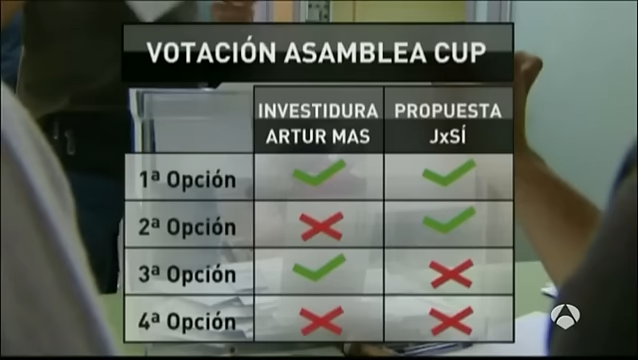 VOTACIÓN ASAMBLEA CUP
INVESTIDURA
ARTUR MAS
PROPUESTA
JxSÍ
1ª Opción
2ª Opción
3ª Opción
4ª Opción